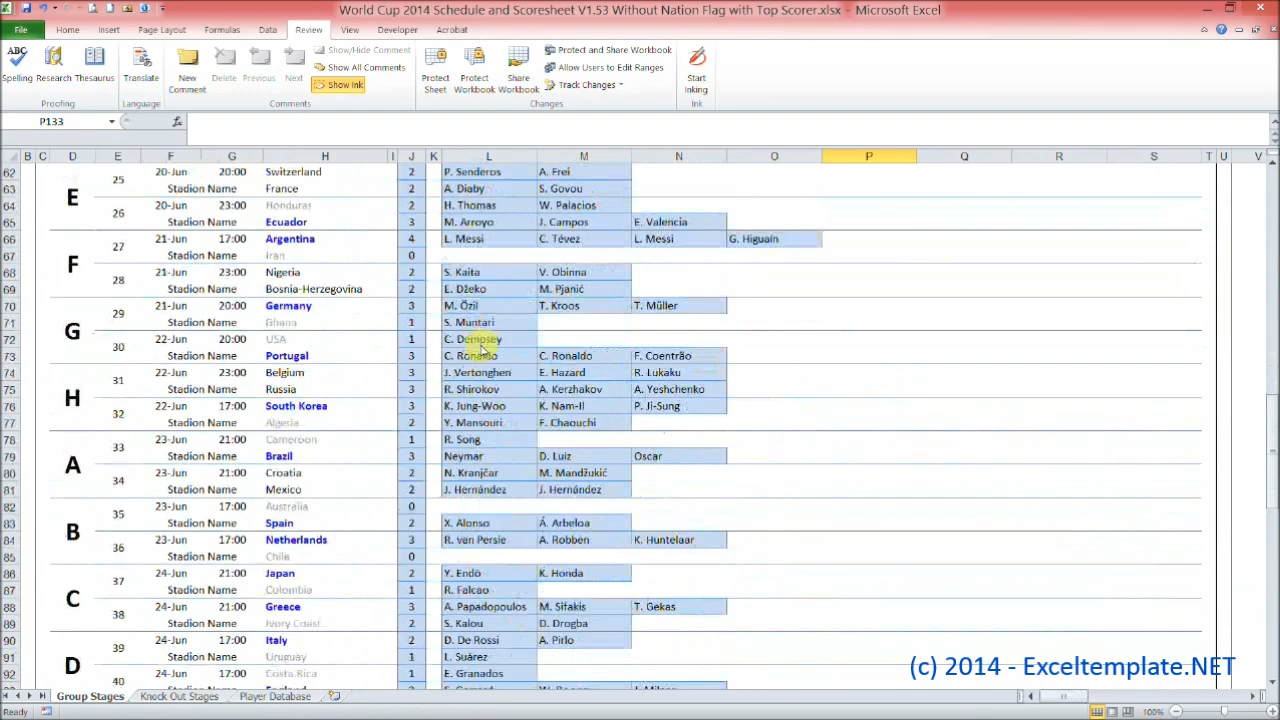 World Cup 2014 Schedule and Scoresheet V1.53 Without Nation Flag with Top Scorer.xlsx - Microsoft Excel
File Home Insert Page Layout Formulas Data Review View Developer Acrobat
ABC Show/Hide Comment Protect and Share Workbook
Show All Comments Allow Users to Edit Ranges
Spelling Research Thesaurus Translate New Comment Delete Previous Next Show Ink Protect Sheet Protect Workbook Share Workbook Track Changes Start Inking
Proofing Language Comments Changes Ink
P133 fx
B C D E F G H I J K L M N O P Q R S T U V
62 E 25 20-Jun 20:00 Switzerland 2 P. Senderos A. Frei
63 Stadion Name France 2 A. Diaby S. Govou
64 26 20-Jun 23:00 Honduras 2 H. Thomas W. Palacios
65 Stadion Name Ecuador 3 M. Arroyo J. Campos E. Valencia
66 F 27 21-Jun 17:00 Argentina 4 L. Messi C. Tévez L. Messi G. Higuaín
67 Stadion Name Iran 0
68 28 21-Jun 23:00 Nigeria 2 S. Kaita V. Obinna
69 Stadion Name Bosnia-Herzegovina 2 E. Džeko M. Pjanić
70 G 29 21-Jun 20:00 Germany 3 M. Özil T. Kroos T. Müller
71 Stadion Name Ghana 1 S. Muntari
72 30 22-Jun 20:00 USA 1 C. Dempsey
73 Stadion Name Portugal 3 C. Ronaldo C. Ronaldo F. Coentrão
74 H 31 22-Jun 23:00 Belgium 3 J. Vertonghen E. Hazard R. Lukaku
75 Stadion Name Russia 3 R. Shirokov A. Kerzhakov A. Yeshchenko
76 32 22-Jun 17:00 South Korea 3 K. Jung-Woo K. Nam-Il P. Ji-Sung
77 Stadion Name Algeria 2 Y. Mansouri F. Chaouchi
78 A 33 23-Jun 21:00 Cameroon 1 R. Song
79 Stadion Name Brazil 3 Neymar D. Luiz Oscar
80 34 23-Jun 21:00 Croatia 2 N. Kranjčar M. Mandžukić
81 Stadion Name Mexico 2 J. Hernández J. Hernández
82 B 35 23-Jun 17:00 Australia 0
83 Stadion Name Spain 2 X. Alonso Á. Arbeloa
84 36 23-Jun 17:00 Netherlands 3 R. van Persie A. Robben K. Huntelaar
85 Stadion Name Chile 0
86 C 37 24-Jun 21:00 Japan 2 Y. Endō K. Honda
87 Stadion Name Colombia 1 R. Falcao
88 38 24-Jun 21:00 Greece 3 A. Papadopoulos M. Sifakis T. Gekas
89 Stadion Name Ivory Coast 2 S. Kalou D. Drogba
90 D 39 24-Jun 17:00 Italy 2 D. De Rossi A. Pirlo
91 Stadion Name Uruguay 1 L. Suárez
92 40 24-Jun 17:00 Costa Rica 1 E. Granados
(c) 2014 - Exceltemplate.NET
Group Stages Knock Out Stages Player Database
Ready 100%